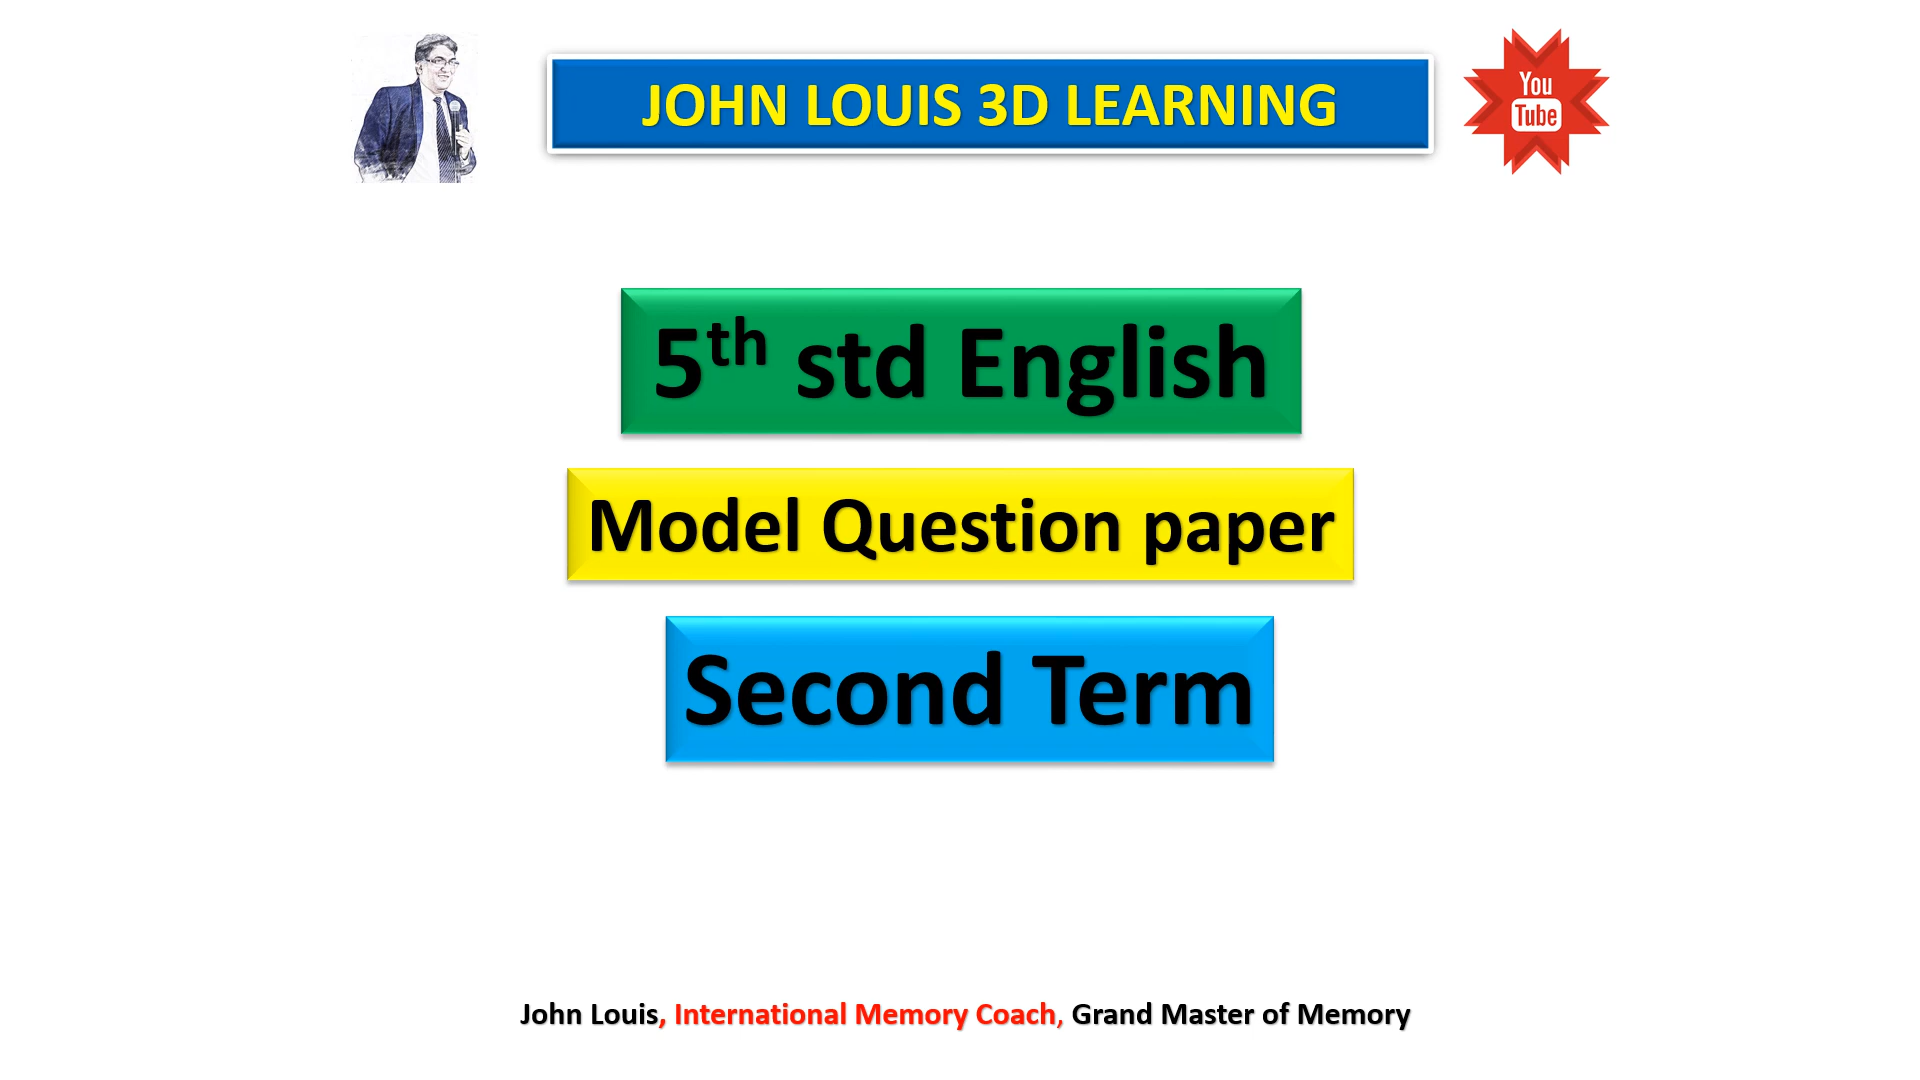 JOHN LOUIS 3D LEARNING
You
Tube
5th std English
Model Question paper
Second Term
John Louis, International Memory Coach, Grand Master of Memory